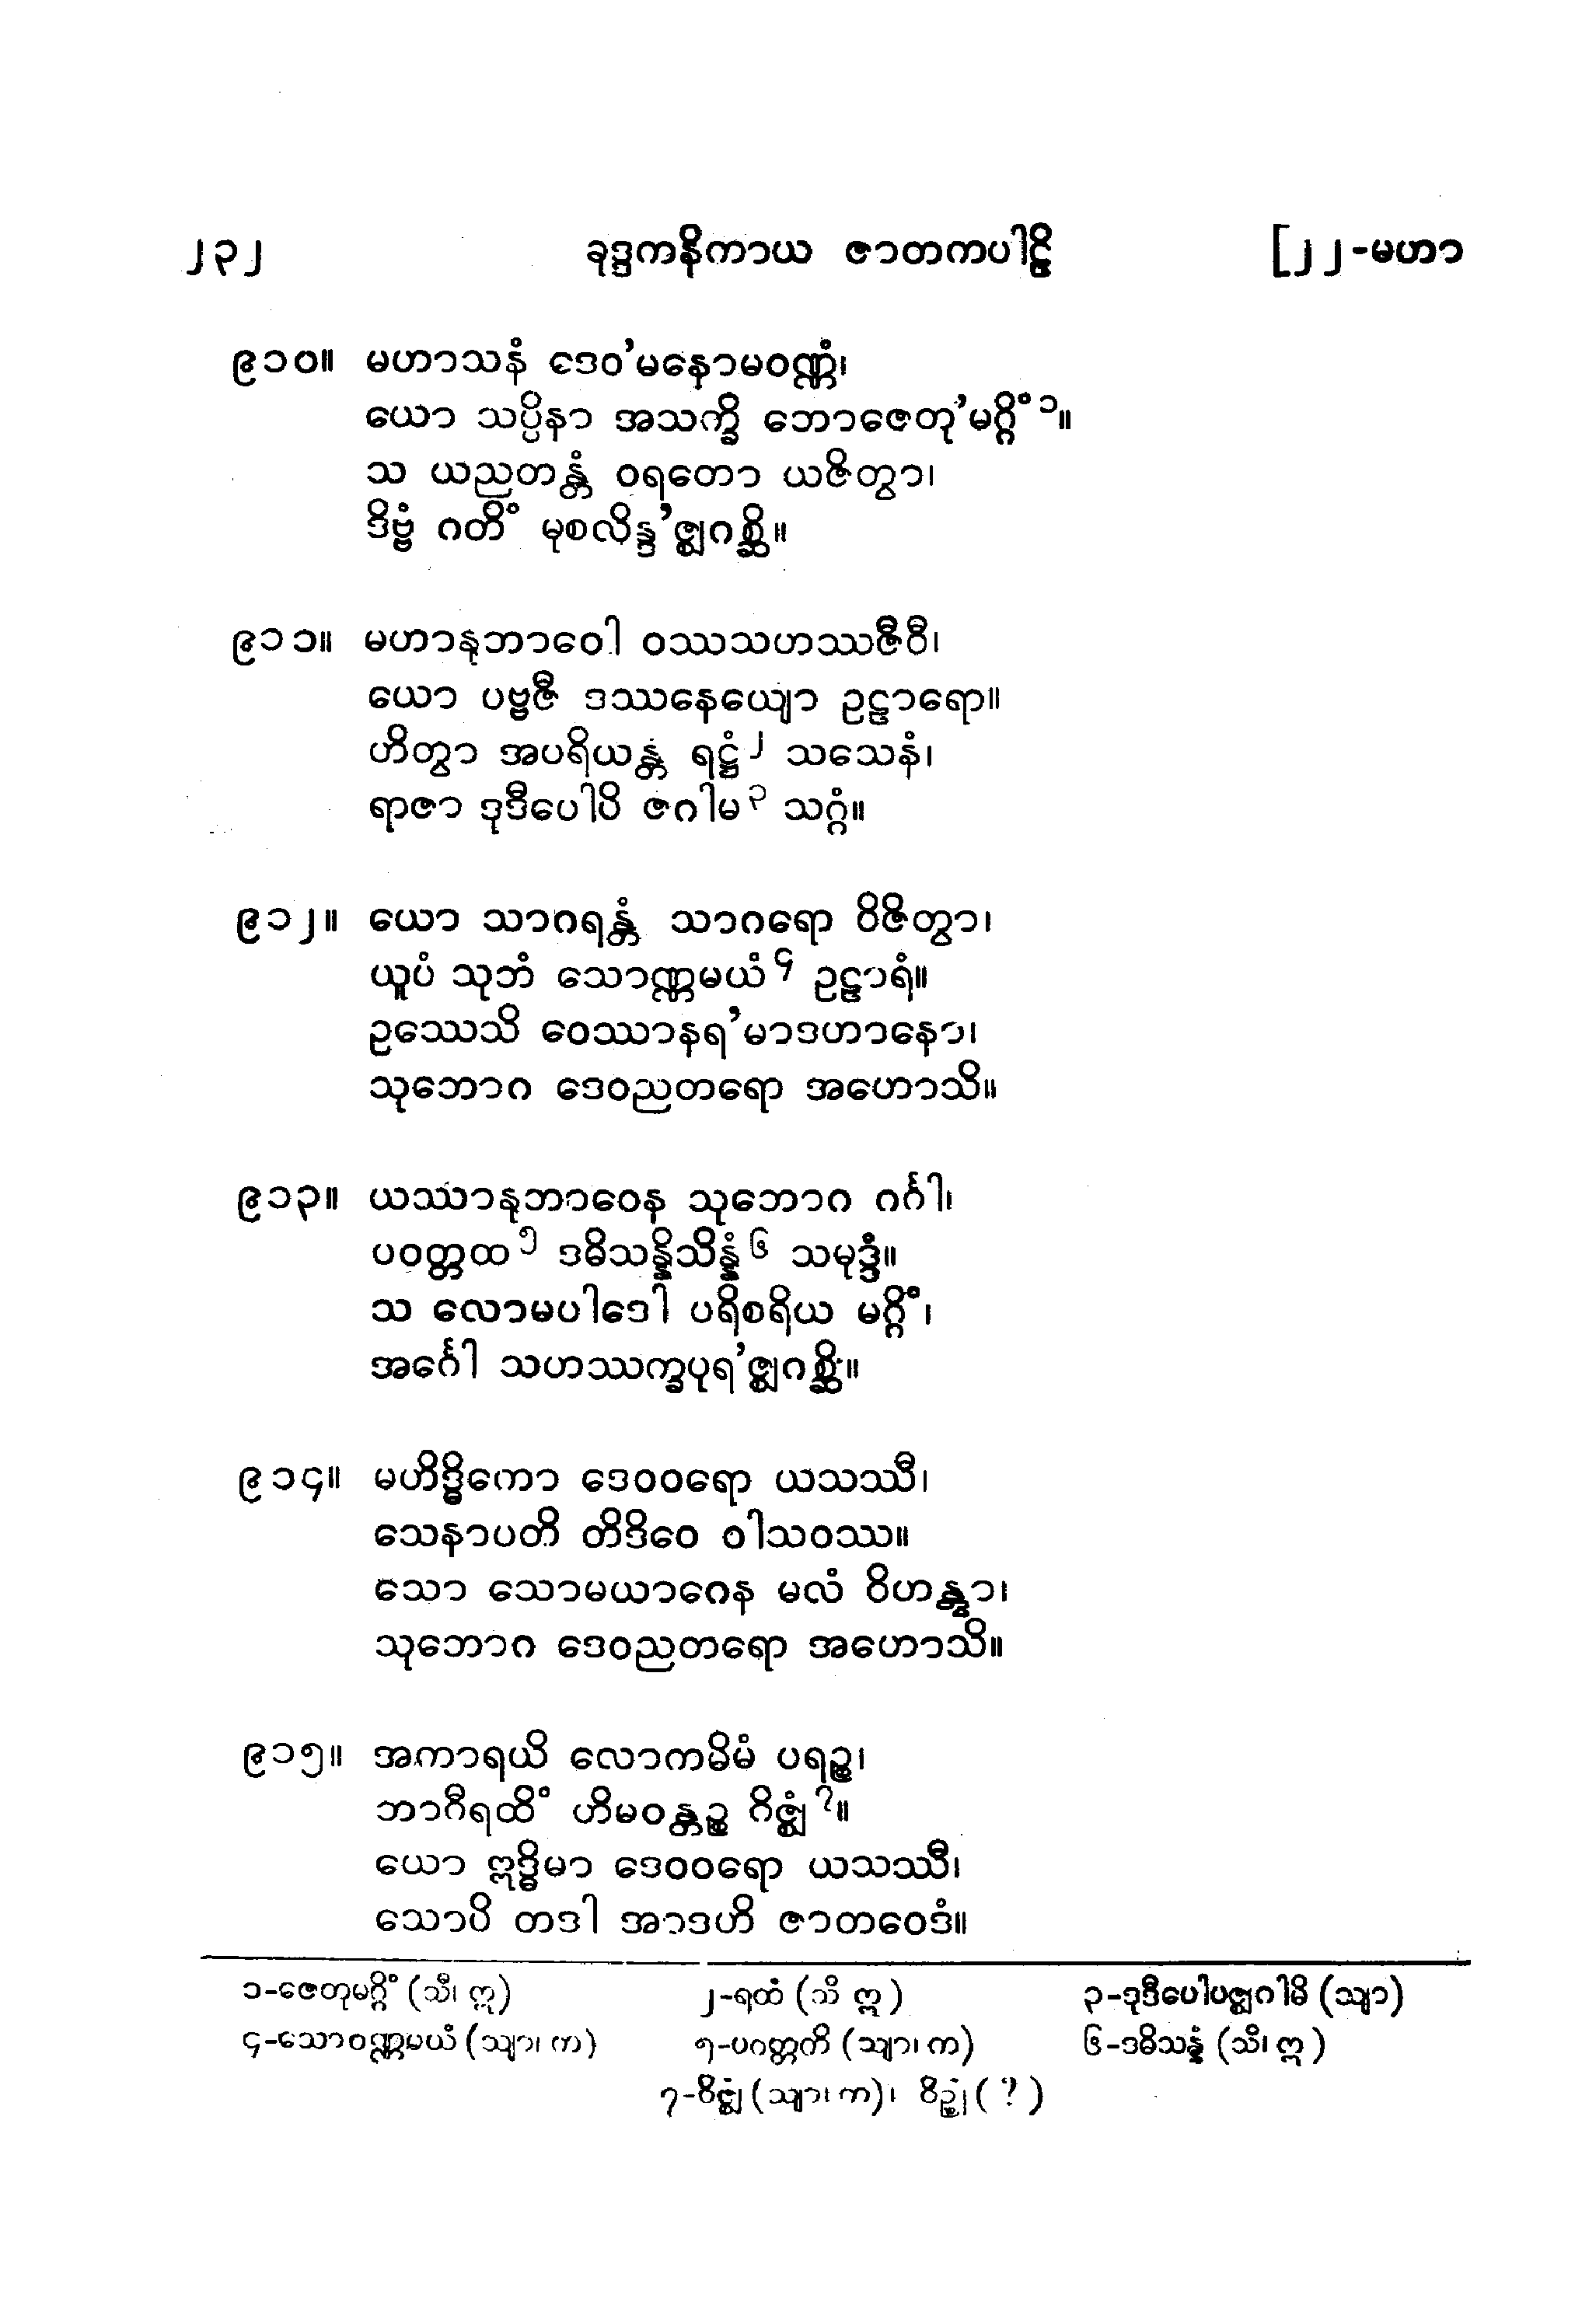 ၂၃၂ ခုဒ္ဒကနိကာယ ဇာတကပါဠိ [၂၂-မဟာ
၉၁၀။ မဟာသနံ ဒေဝ’မနောမဝဏ္ဏံ၊
ယော သပ္ပိနာ အသက္ခိ ဘောဇေတု’မဂ္ဂိံ ၁။
သ ယညတန္တံ ဝရတော ယဇိတွာ၊
ဒိဗ္ဗံ ဂတိံ မုစလိန္ဒ’ဇ္ဈဂစ္ဆိ။
၉၁၁။ မဟာနုဘာဝေါ ဝဿသဟဿဇီဝီ၊
ယော ပဗ္ဗဇီ ဒဿနေယျော ဥဠာရော။
ဟိတွာ အပရိယန္တ ရဋ္ဌံ ၂ သသေနံ၊
ရာဇာ ဒုဒီပေါပိ ဇဂါမ ၃ သဂ္ဂံ။
၉၁၂။ ယော သာဂရန္တံ သာဂရော ဝိဇိတွာ၊
ယူပံ သုဘံ သောဏ္ဏမယံ ၄ ဥဠာရံ။
ဥဿေသိ ဝေဿာနရ’မာဒဟာနော၊
သုဘောဂ ဒေဝညတရော အဟောသိ။
၉၁၃။ ယဿာနုဘာဝေန သုဘောဂ ဂင်္ဂါ၊
ပဝတ္တထ ၅ ဒဓိသန္နိသိန္နံ ၆ သမုဒ္ဒံ။
သ လောမပါဒေါ ပရိစရိယ မဂ္ဂိံ၊
အင်္ဂေါ သဟဿက္ခပုရ’ဇ္ဈဂစ္ဆိ။
၉၁၄။ မဟိဒ္ဓိကော ဒေဝဝရော ယသဿီ၊
သေနာပတိ တိဒိဝေ ဝါသဝဿ။
သော သောမယာဂေန မလံ ဝိဟန္တွာ၊
သုဘောဂ ဒေဝညတရော အဟောသိ။
၉၁၅။ အကာရယိ လောကမိမံ ပရဉ္စ၊
ဘာဂီရထိံ ဟိမဝန္တဉ္စ ဂိဇ္ဈံ ၇။
ယော ဣဒ္ဓိမာ ဒေဝဝရော ယသဿီ၊
သောပိ တဒါ အာဒဟိ ဇာတဝေဒံ။
၁-ဇေတုမဂ္ဂိံ (သီ၊ ဣ) ၂-ရထံ (သီ ဣ) ၃-ဒုဒီပေါပဇ္ဈဂါမိ (သျာ)
၄-သောဝဏ္ဏမယံ (သျာ၊ က) ၅-ပဝတ္တတိ (သျာ၊ က) ၆-ဒဓိသန္နံ (သီ၊ ဣ)
၇-ဝိဇ္ဈံ (သျာ၊ က)၊ ဝိဉ္ဈံ (?)